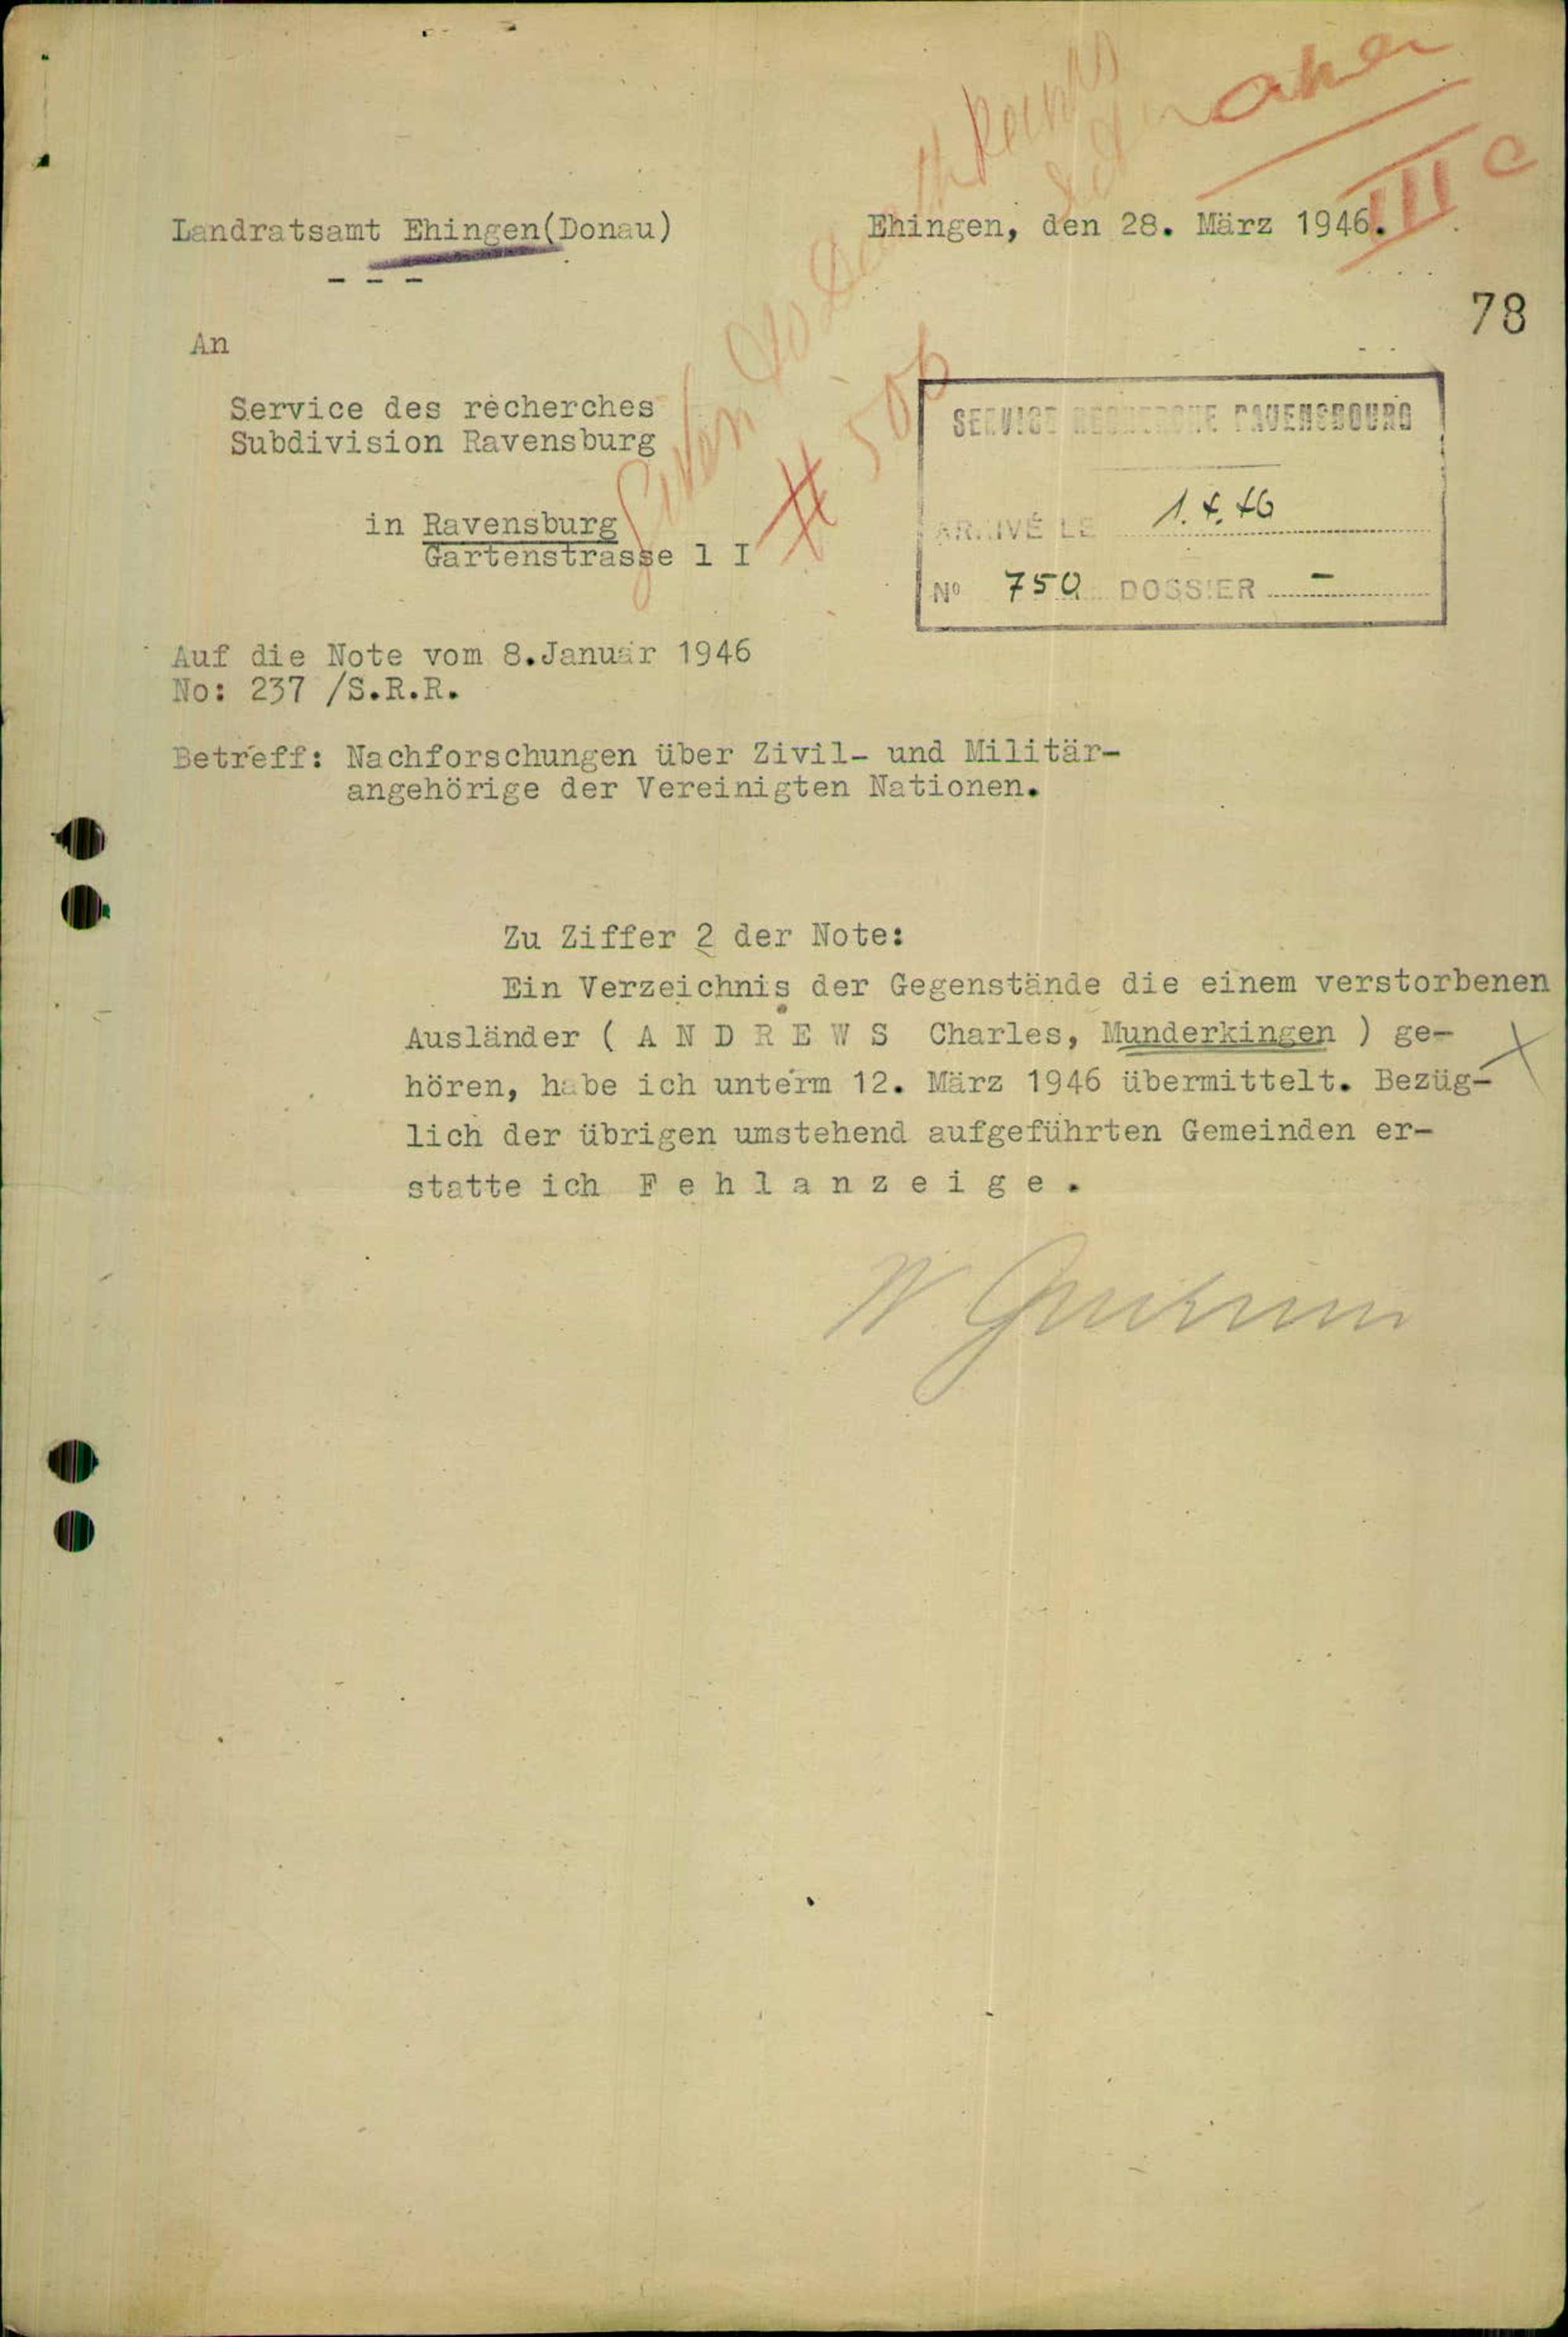 Landratsamt Ehingen(Donau)
Ehingen, den 28. März 1946.
III c
- - -
78
An
Service des recherches
Subdivision Ravensburg
in Ravensburg
Gartenstrasse 1 I
SERVICE RECHERCHE RAVENSBOURG
ARRIVÉ LE 1.4.46
Nº 750 DOSSIER -
Auf die Note vom 8.Januar 1946
No: 237 /S.R.R.
Betreff: Nachforschungen über Zivil- und Militär-
angehörige der Vereinigten Nationen.
Zu Ziffer 2 der Note:
Ein Verzeichnis der Gegenstände die einem verstorbenen
Ausländer ( A N D R E W S Charles, Munderkingen ) ge-
hören, habe ich unterm 12. März 1946 übermittelt. Bezüg-
lich der übrigen umstehend aufgeführten Gemeinden er-
statte ich F e h l a n z e i g e .